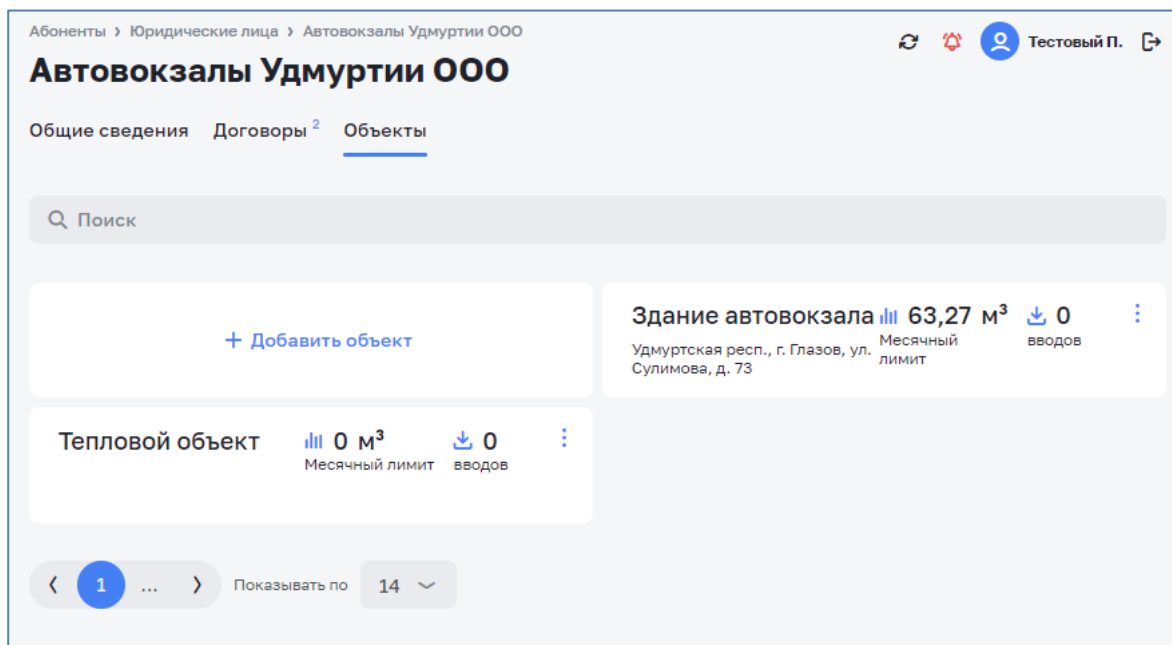 Абоненты › Юридические лица › Автовокзалы Удмуртии ООО
Тестовый П.
Автовокзалы Удмуртии ООО
Общие сведения Договоры 2 Объекты
Поиск
+ Добавить объект
Здание автовокзала 63,27 м³ 0
Удмуртская респ., г. Глазов, ул. Сулимова, д. 73
Месячный лимит
вводов
Тепловой объект 0 м³ 0
Месячный лимит вводов
‹ 1 ... › Показывать по 14